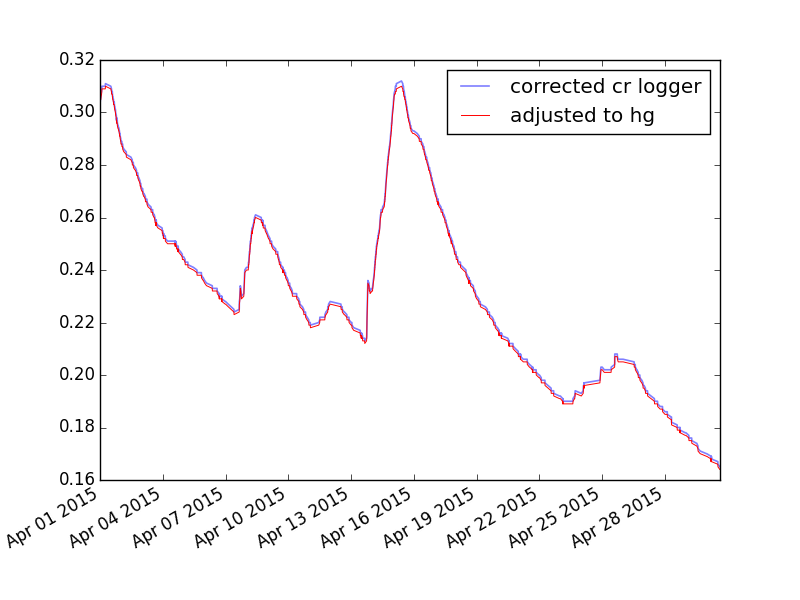 0.32
0.30
0.28
0.26
0.24
0.22
0.20
0.18
0.16
corrected cr logger
adjusted to hg
Apr 01 2015
Apr 04 2015
Apr 07 2015
Apr 10 2015
Apr 13 2015
Apr 16 2015
Apr 19 2015
Apr 22 2015
Apr 25 2015
Apr 28 2015